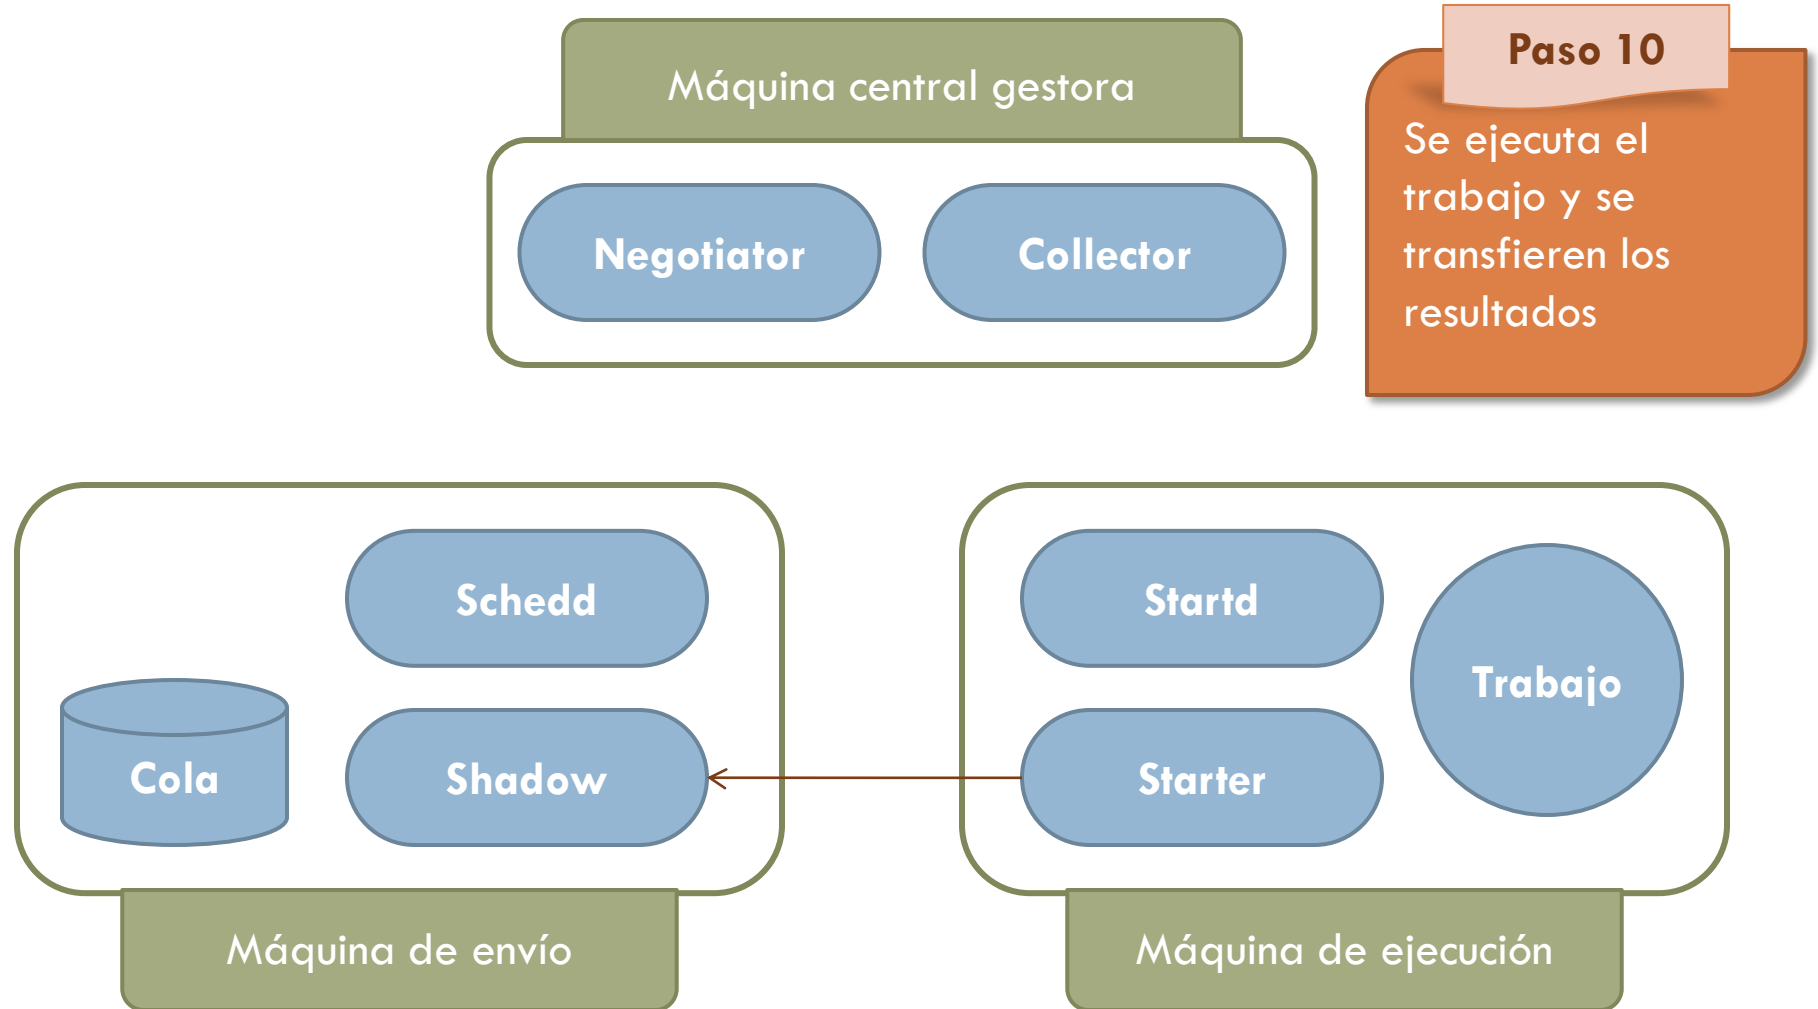 Máquina central gestora
Negotiator
Collector
Paso 10
Se ejecuta el
trabajo y se
transfieren los
resultados
Schedd
Cola
Shadow
Máquina de envío
Startd
Trabajo
Starter
Máquina de ejecución